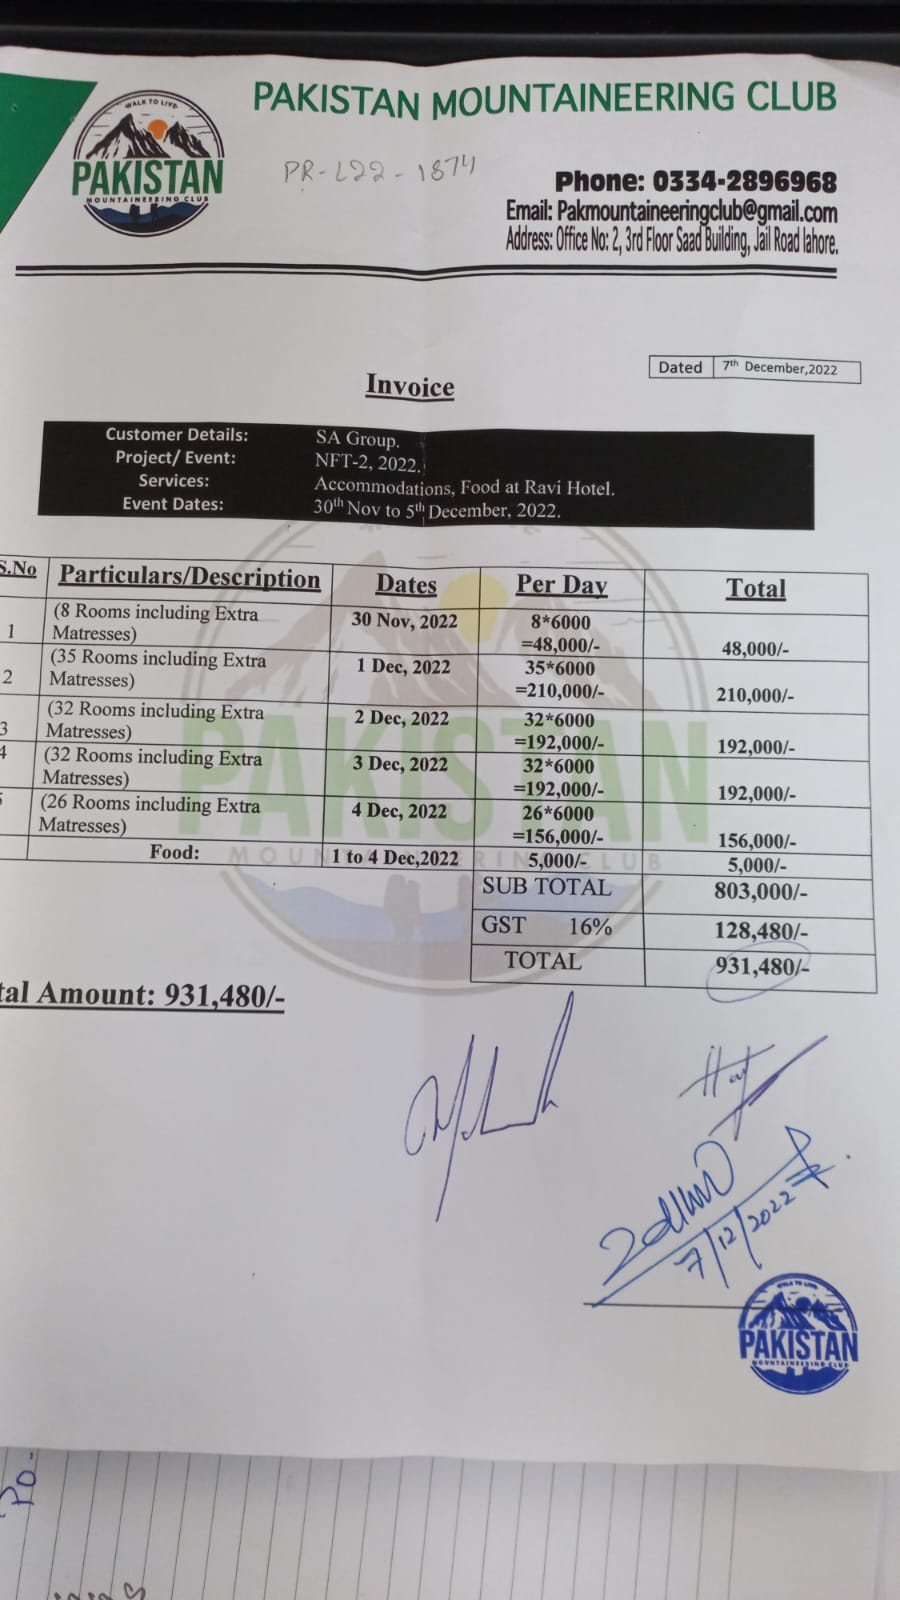 WALK TO LIVE
PAKISTAN
MOUNTAINEERING CLUB
PAKISTAN MOUNTAINEERING CLUB
PR-L22-1874
Phone: 0334-2896968
Email: Pakmountaineeringclub@gmail.com
Address: Office No: 2, 3rd Floor Saad Building, Jail Road lahore.
Dated 7th December,2022
Invoice
Customer Details: SA Group.
Project/ Event: NFT-2, 2022.
Services: Accommodations, Food at Ravi Hotel.
Event Dates: 30th Nov to 5th December, 2022.
S.No Particulars/Description Dates Per Day Total
1 (8 Rooms including Extra Matresses) 30 Nov, 2022 8*6000 =48,000/- 48,000/-
2 (35 Rooms including Extra Matresses) 1 Dec, 2022 35*6000 =210,000/- 210,000/-
3 (32 Rooms including Extra Matresses) 2 Dec, 2022 32*6000 =192,000/- 192,000/-
4 (32 Rooms including Extra Matresses) 3 Dec, 2022 32*6000 =192,000/- 192,000/-
(26 Rooms including Extra Matresses) 4 Dec, 2022 26*6000 =156,000/- 156,000/-
Food: 1 to 4 Dec,2022 5,000/- 5,000/-
SUB TOTAL 803,000/-
GST 16% 128,480/-
TOTAL 931,480/-
tal Amount: 931,480/-
PAKISTAN
MOUNTAINEERING CLUB
7/12/2022
WALK TO LIVE
PAKISTAN
MOUNTAINEERING CLUB
Po-